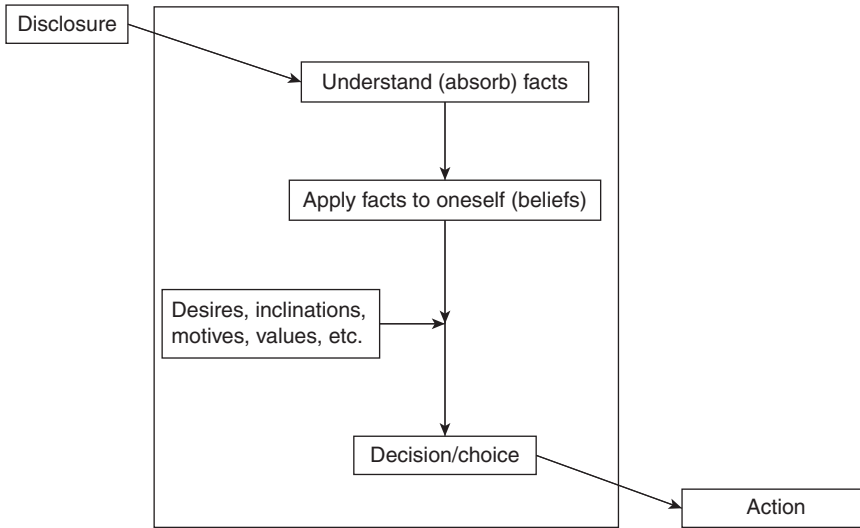 Disclosure
Understand (absorb) facts
Apply facts to oneself (beliefs)
Desires, inclinations,
motives, values, etc.
Decision/choice
Action